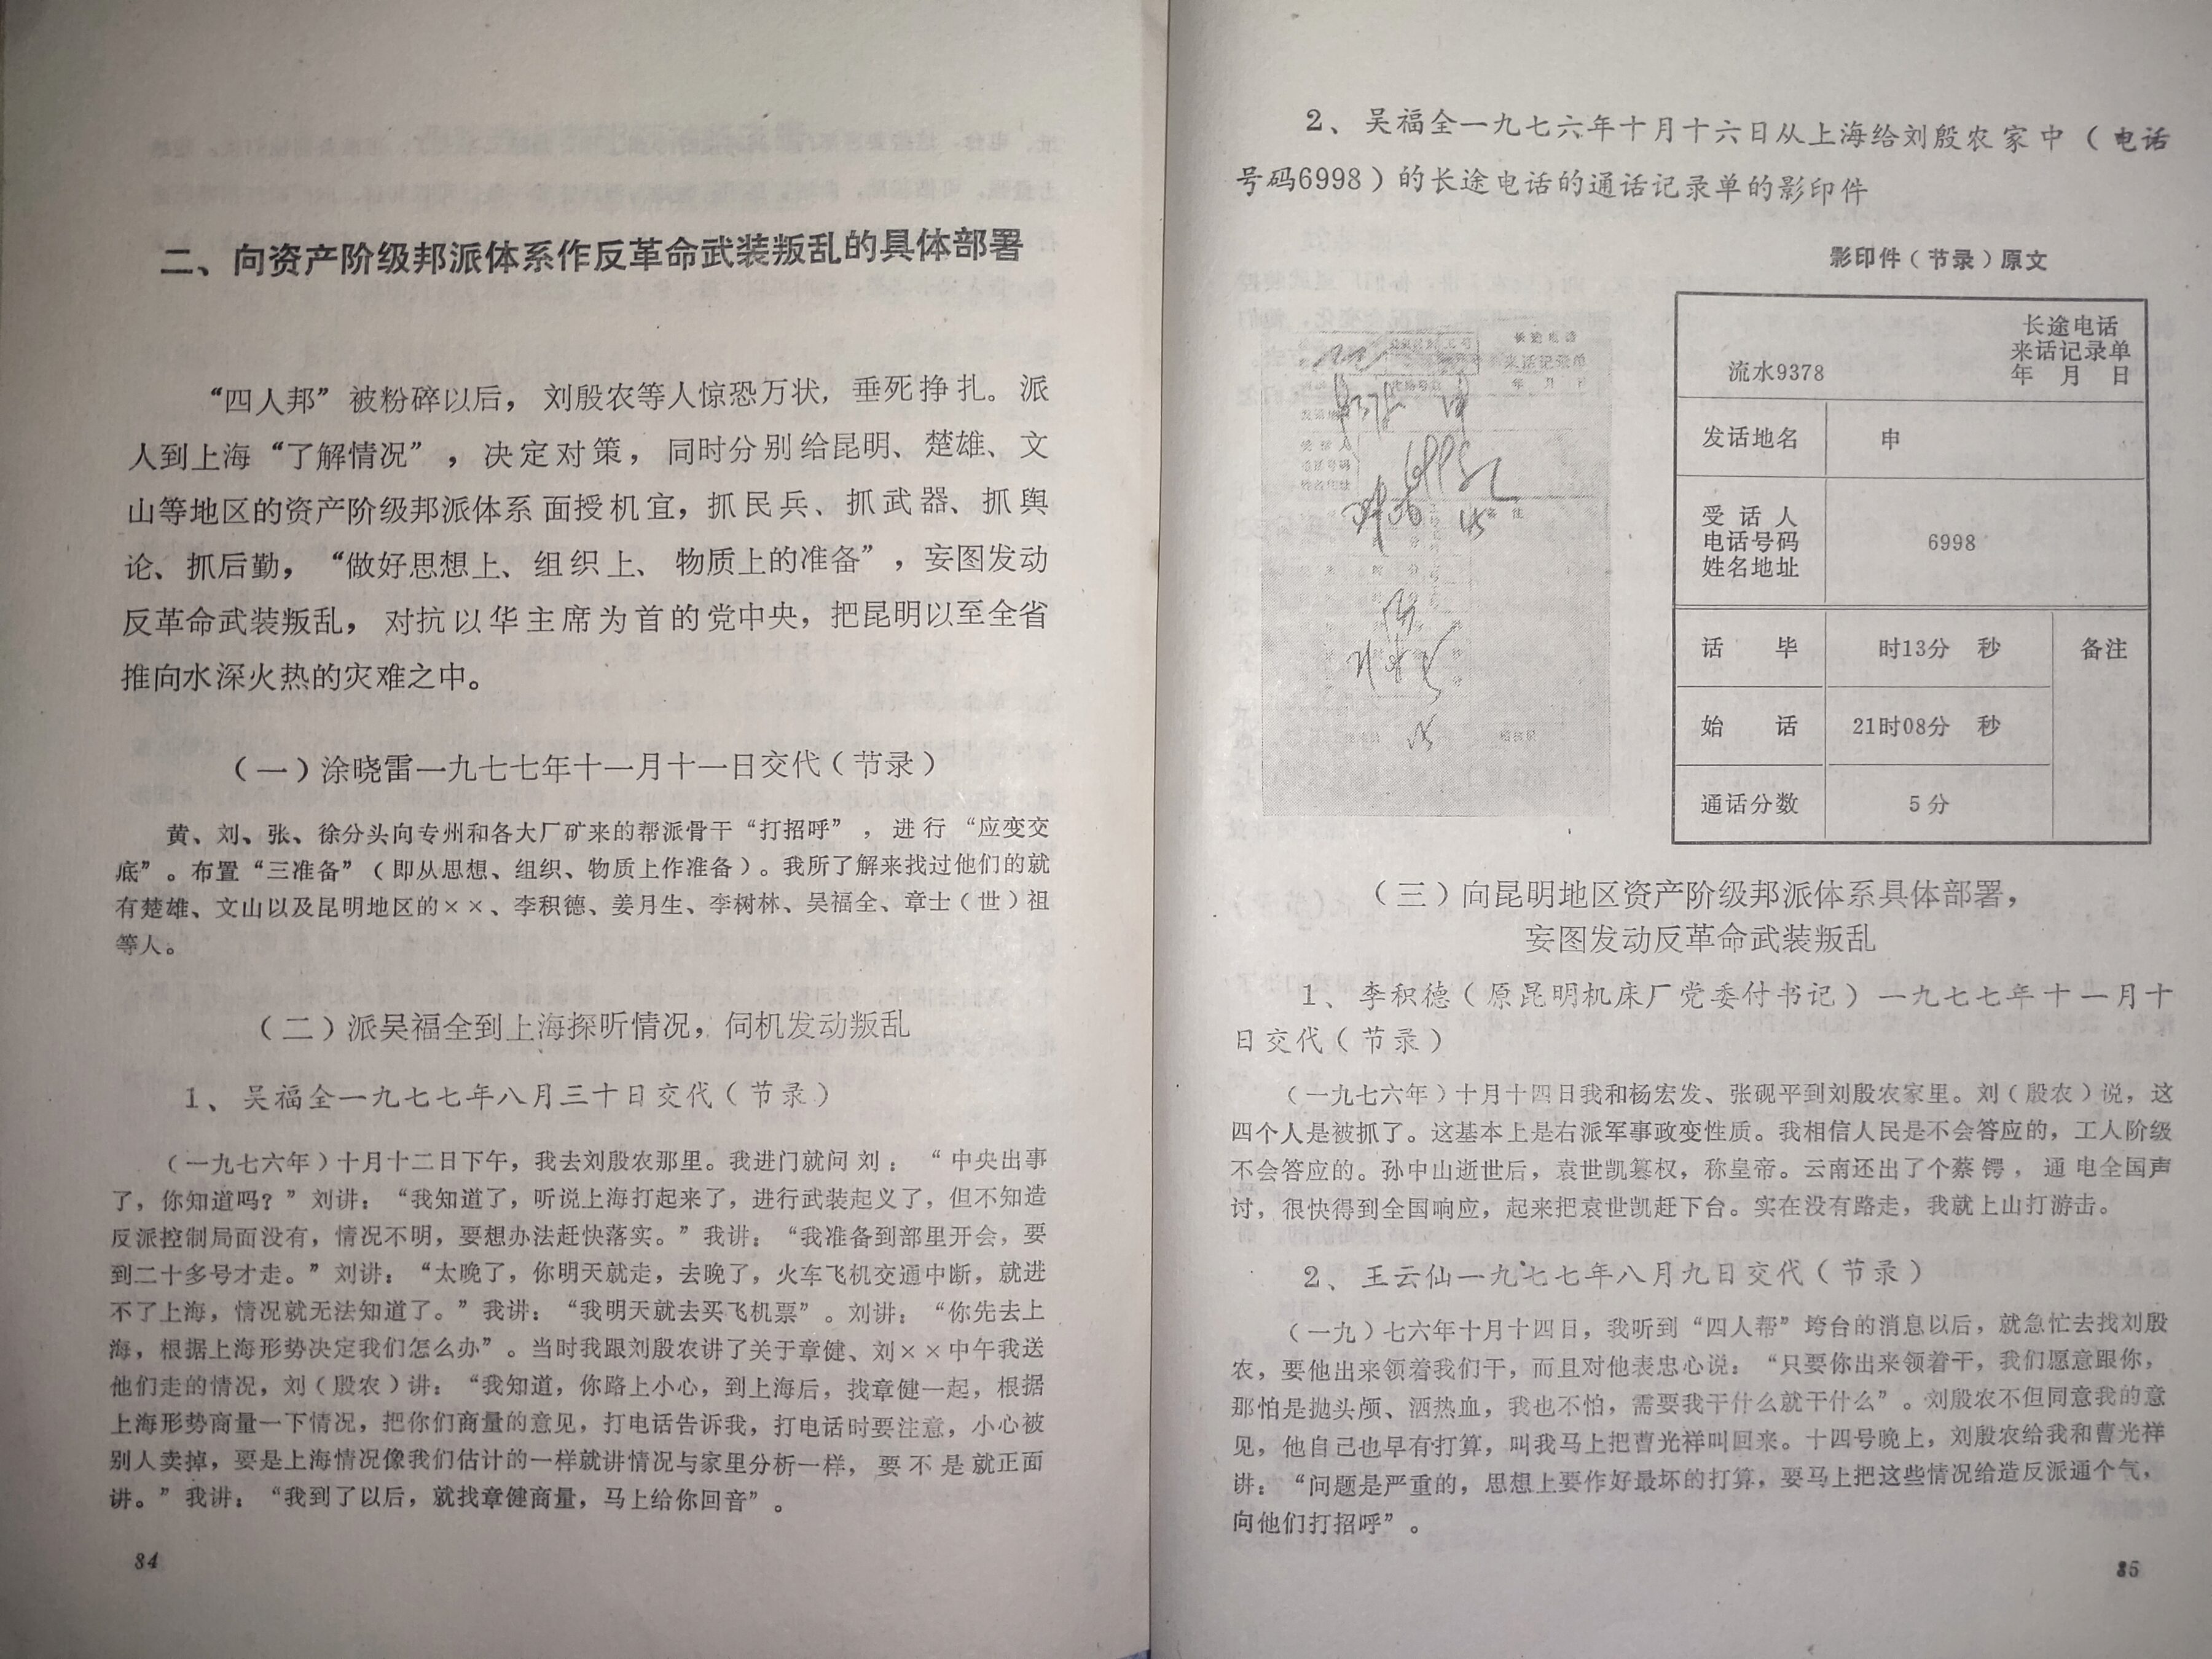 二、向资产阶级邦派体系作反革命武装叛乱的具体部署
“四人邦”被粉碎以后，刘殷农等人惊恐万状，垂死挣扎。派
人到上海“了解情况”，决定对策，同时分别给昆明、楚雄、文
山等地区的资产阶级邦派体系面授机宜，抓民兵、抓武器、抓舆
论、抓后勤，“做好思想上、组织上、物质上的准备”，妄图发动
反革命武装叛乱，对抗以华主席为首的党中央，把昆明以至全省
推向水深火热的灾难之中。
（一）涂晓雷一九七七年十一月十一日交代（节录）
黄、刘、张、徐分头向专州和各大厂矿来的帮派骨干“打招呼”，进行“应变交
底”。布置“三准备”（即从思想、组织、物质上作准备）。我所了解来找过他们的就
有楚雄、文山以及昆明地区的××、李积德、姜月生、李树林、吴福全、章士（世）祖
等人。
（二）派吴福全到上海探听情况，伺机发动叛乱
1、吴福全一九七七年八月三十日交代（节录）
（一九七六年）十月十二日下午，我去刘殷农那里。我进门就问刘：“中央出事
了，你知道吗？”刘讲：“我知道了，听说上海打起来了，进行武装起义了，但不知造
反派控制局面没有，情况不明，要想办法赶快落实。”我讲：“我准备到部里开会，要
到二十多号才走。”刘讲：“太晚了，你明天就走，去晚了，火车飞机交通中断，就进
不了上海，情况就无法知道了。”我讲：“我明天就去买飞机票”。刘讲：“你先去上
海，根据上海形势决定我们怎么办”。当时我跟刘殷农讲了关于章健、刘××中午我送
他们走的情况，刘（殷农）讲：“我知道，你路上小心，到上海后，找章健一起，根据
上海形势商量一下情况，把你们商量的意见，打电话告诉我，打电话时要注意，小心被
别人卖掉，要是上海情况像我们估计的一样就讲情况与家里分析一样，要不是就正面
讲。”我讲：“我到了以后，就找章健商量，马上给你回音”。
84
2、吴福全一九七六年十月十六日从上海给刘殷农家中（电话
号码6998）的长途电话的通话记录单的影印件
影印件（节录）原文
长途电话
来话记录单
年 月 日
长途电话
来话记录单
流水9378 年 月 日
发话地名 申
受话人
电话号码 6998
姓名地址
话 毕 时13分 秒 备注
始 话 21时08分 秒
通话分数 5分
（三）向昆明地区资产阶级邦派体系具体部署，
妄图发动反革命武装叛乱
1、李积德（原昆明机床厂党委付书记）一九七七年十一月十
日交代（节录）
（一九七六年）十月十四日我和杨宏发、张砚平到刘殷农家里。刘（殷农）说，这
四个人是被抓了。这基本上是右派军事政变性质。我相信人民是不会答应的，工人阶级
不会答应的。孙中山逝世后，袁世凯篡权，称皇帝。云南还出了个蔡锷，通电全国声
讨，很快得到全国响应，起来把袁世凯赶下台。实在没有路走，我就上山打游击。
2、王云仙一九七七年八月九日交代（节录）
（一九）七六年十月十四日，我听到“四人帮”垮台的消息以后，就急忙去找刘殷
农，要他出来领着我们干，而且对他表忠心说：“只要你出来领着干，我们愿意跟你，
那怕是抛头颅、洒热血，我也不怕，需要我干什么就干什么”。刘殷农不但同意我的意
见，他自己也早有打算，叫我马上把曹光祥叫回来。十四号晚上，刘殷农给我和曹光祥
讲：“问题是严重的，思想上要作好最坏的打算，要马上把这些情况给造反派通个气，
向他们打招呼”。
85